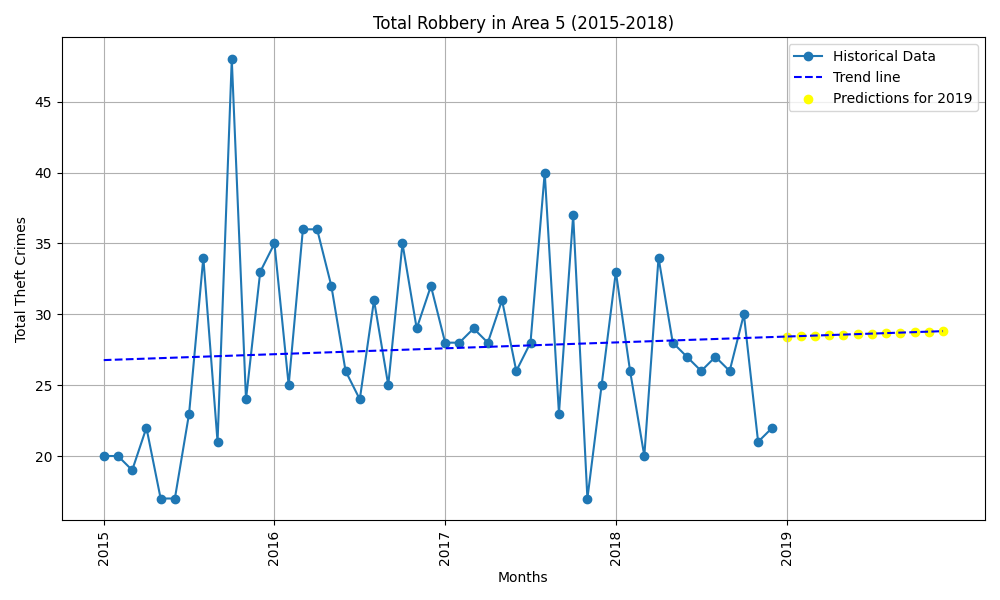 Total Robbery in Area 5 (2015-2018)
Historical Data
Trend line
Predictions for 2019
Total Theft Crimes
45
40
35
30
25
20
2015
2016
2017
2018
2019
Months